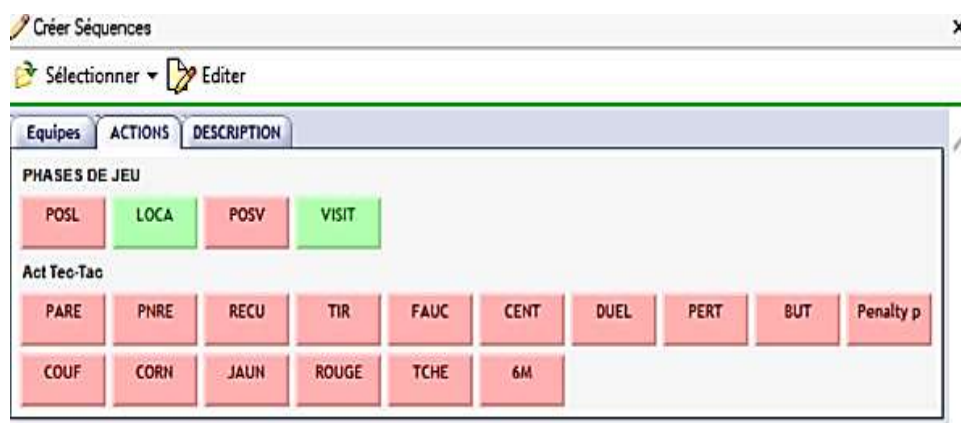 Créer Séquences
Sélectionner Editer
Equipes ACTIONS DESCRIPTION
PHASES DE JEU
POSL LOCA POSV VISIT
Act Tec-Tac
PARE PNRE RECU TIR FAUC CENT DUEL PERT BUT Penalty p
COUF CORN JAUN ROUGE TCHE 6M